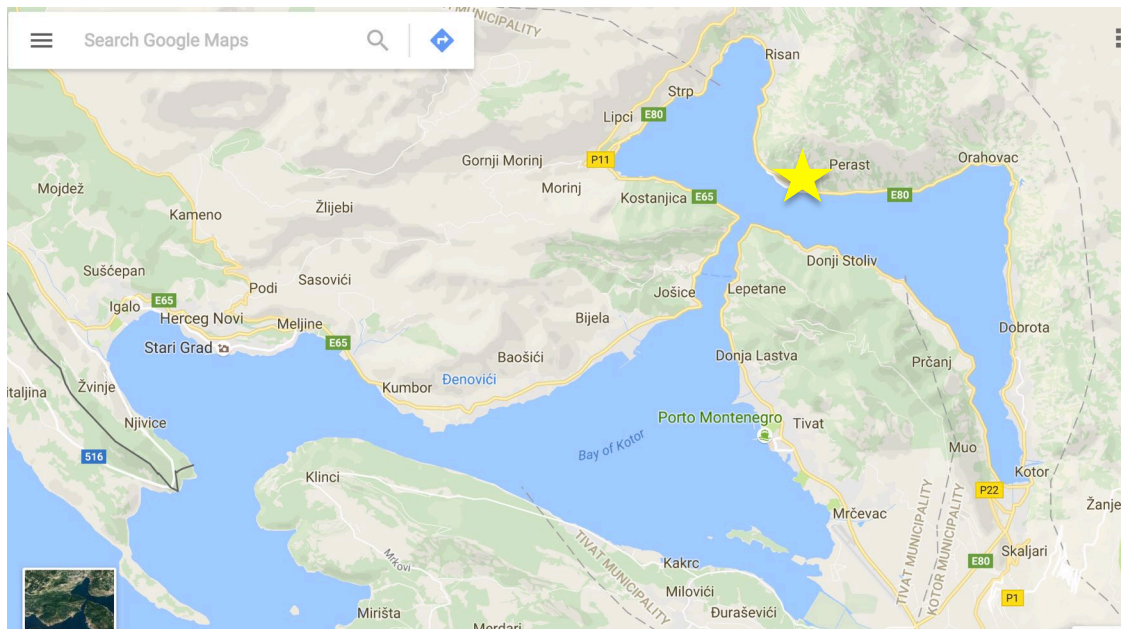 MUNICIPALITY
Search Google Maps
Risan
Strp
Lipci
E80
P11
Gornji Morinj
Perast
Orahovac
Morinj
Mojdež
Kostanjica
E65
E80
Žlijebi
Kameno
Donji Stoliv
Sušćepan
Sasovići
Podi
Jošice
Lepetane
Igalo
E65
Herceg Novi
Meljine
Bijela
Dobrota
Stari Grad
E65
Baošići
Donja Lastva
Prčanj
Žvinje
Kumbor
Đenovići
italjina
Njivice
Porto Montenegro
Tivat
Bay of Kotor
Muo
516
Klinci
Kotor
P22
Žanje
Mrčevac
TIVAT MUNICIPALITY
KOTOR MUNICIPALITY
TIVAT MUNICIPALITY
Mrkovi
Kakrc
E80
Skaljari
Milovići
P1
Mirišta
Đuraševići